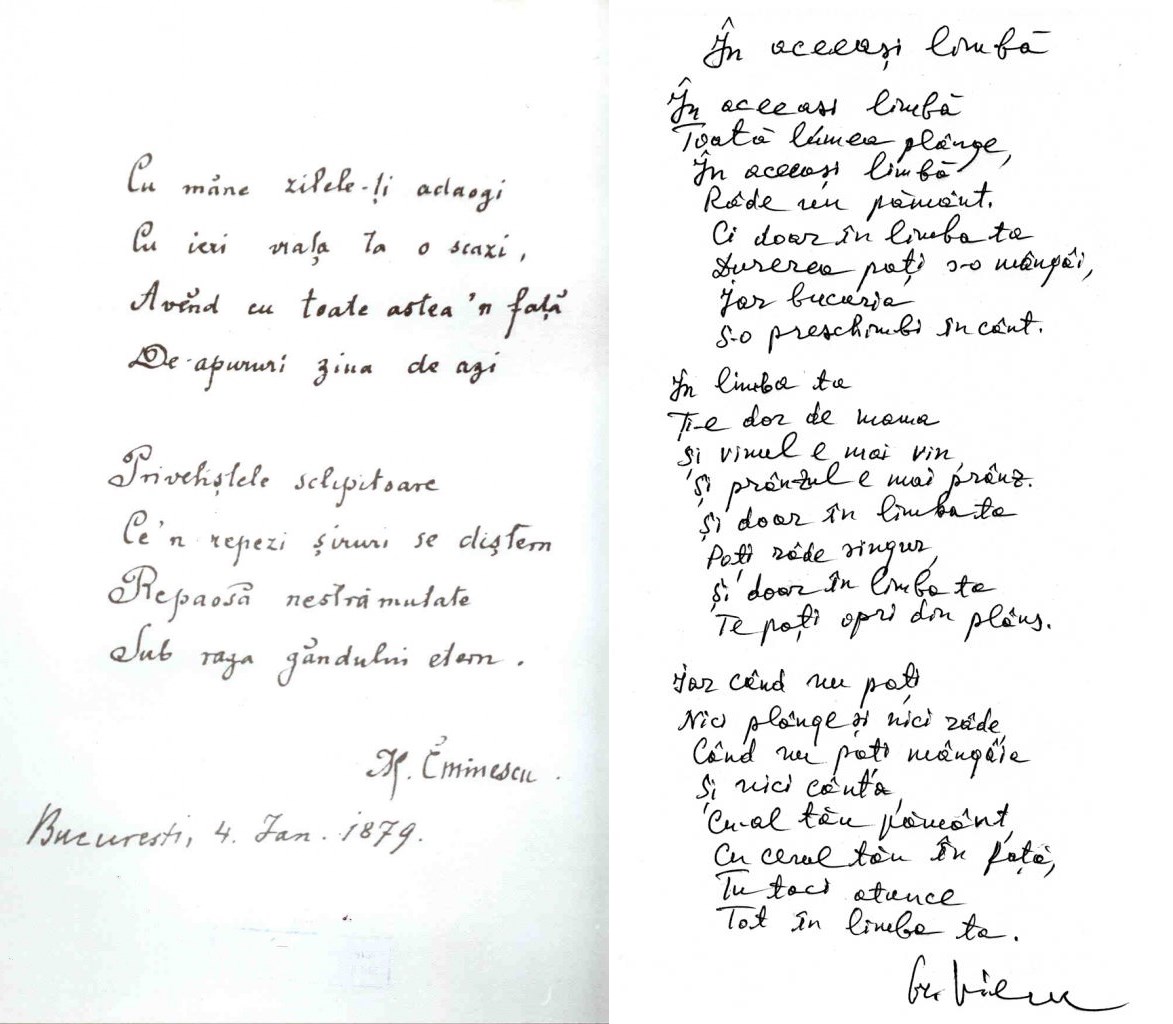 Cu mâne zilele-ți adaogi
Cu ieri viața ta o scazi,
Având cu toate astea 'n față
De-apururi ziua de azi
Priveliștele sclipitoare
Ce 'n repezi șiruri se diștern
Repaosă nestrămutate
Sub raza gândului etern.
M. Eminescu.
București, 4. Ian. 1879.
În aceeași limbă
În aceeasi limbă
Toată lumea plânge,
În aceeasi limbă
Râde un pământ.
Ci doar în limba ta
Durerea poți s-o mângâi,
Iar bucuria
S-o preschimbi în cânt.
În limba ta
Ți-e dor de mama
Și vinul e mai vin
Și prânzul e mai prânz.
Și doar în limba ta
Poți râde singur,
Și doar în limba ta
Te poți opri din plâns.
Iar când nu poți
Nici plânge și nici râde,
Când nu poți mângâia
Și nici cânta,
Cu-al tău pământ,
Cu cerul tău în față,
Tu taci atunce
Tot în limba ta.
Gr. Vieru